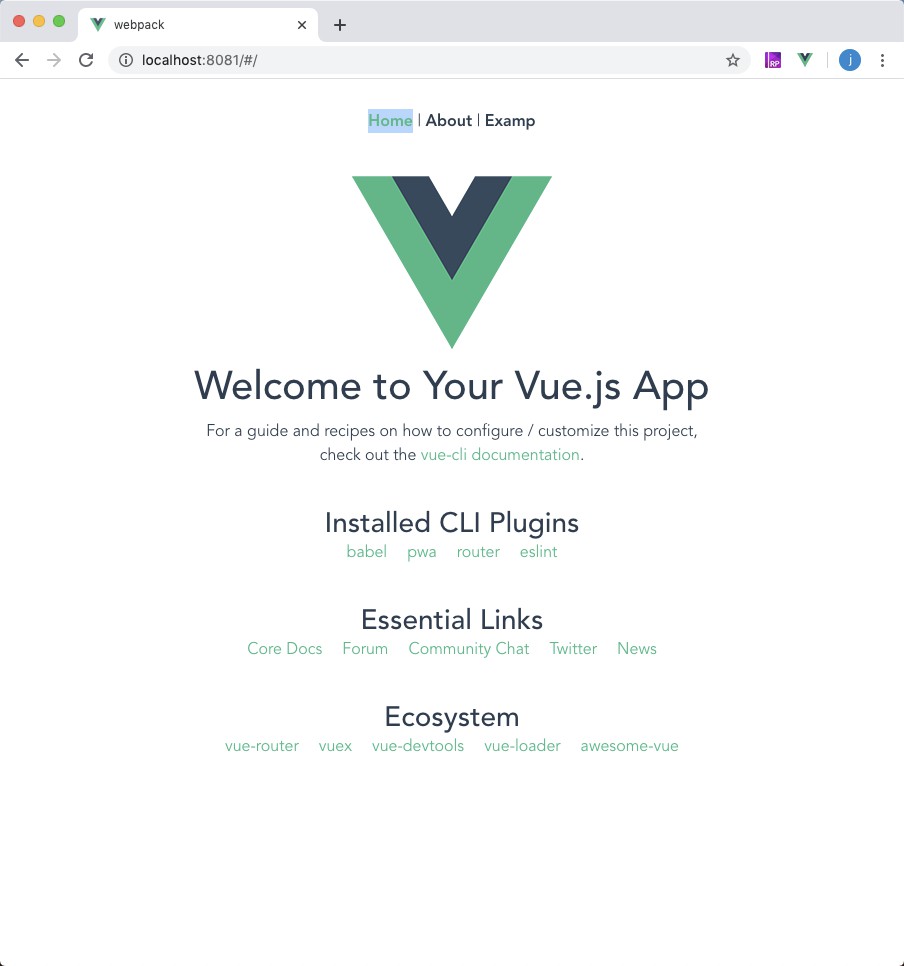 webpack
localhost:8081/#/
RP
j
Home | About | Examp
Welcome to Your Vue.js App
For a guide and recipes on how to configure / customize this project,
check out the vue-cli documentation.
Installed CLI Plugins
babel pwa router eslint
Essential Links
Core Docs Forum Community Chat Twitter News
Ecosystem
vue-router vuex vue-devtools vue-loader awesome-vue